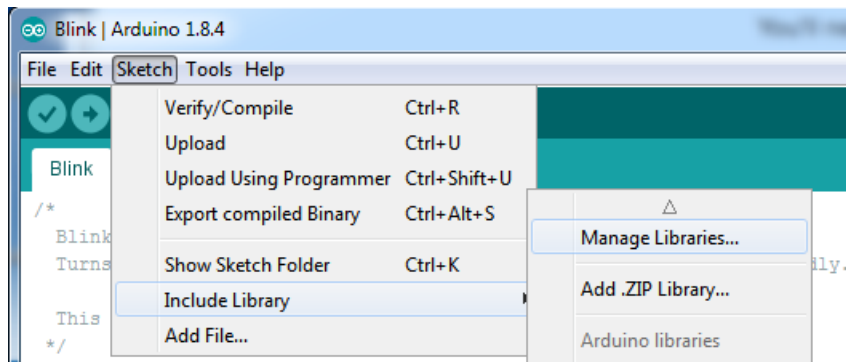 Blink | Arduino 1.8.4
File Edit Sketch Tools Help
Blink
Verify/Compile Ctrl+R
Upload Ctrl+U
Upload Using Programmer Ctrl+Shift+U
Export compiled Binary Ctrl+Alt+S
Show Sketch Folder Ctrl+K
Include Library
Add File...
Manage Libraries...
Add .ZIP Library...
Arduino libraries
/*
Blink
Turns
dly.
This
*/